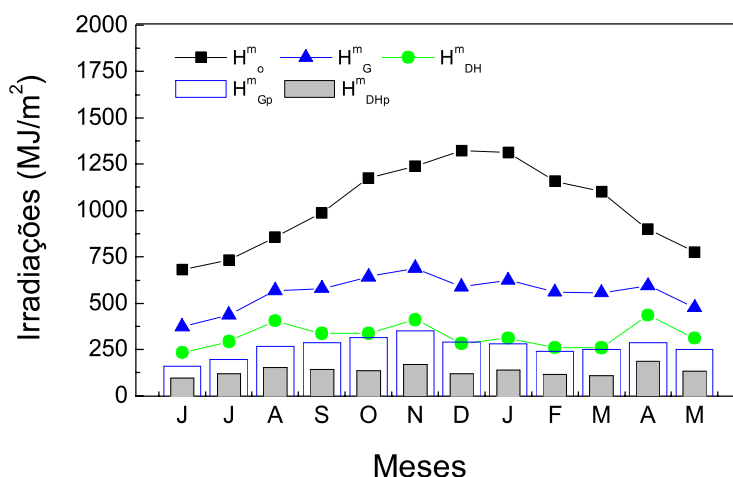 Irradiações (MJ/m²)
2000
1750
1500
1250
1000
750
500
250
0
Hᵐo HᵐG HᵐDH
HᵐGp HᵐDHp
J J A S O N D J F M A M
Meses